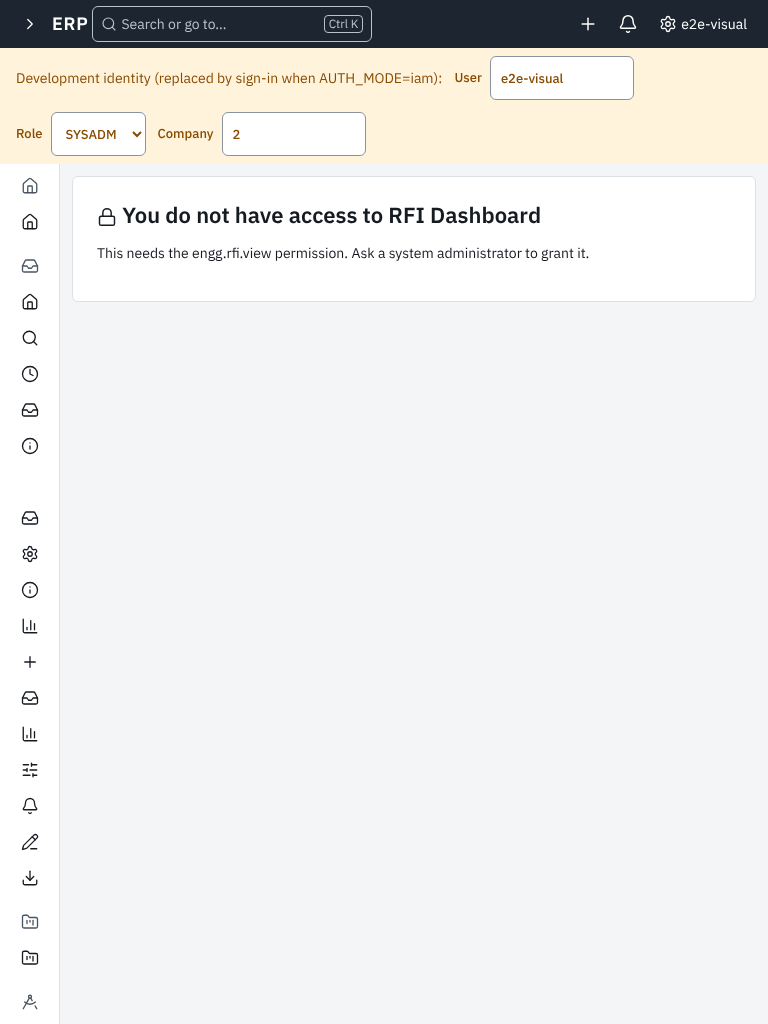 ERP Search or go to... Ctrl K e2e-visual
Development identity (replaced by sign-in when AUTH_MODE=iam): User e2e-visual
Role SYSADM Company 2
You do not have access to RFI Dashboard
This needs the engg.rfi.view permission. Ask a system administrator to grant it.